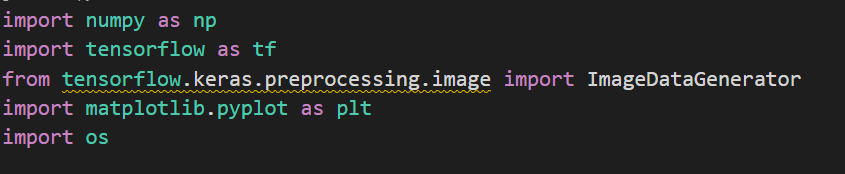 import numpy as np
import tensorflow as tf
from tensorflow.keras.preprocessing.image import ImageDataGenerator
import matplotlib.pyplot as plt
import os